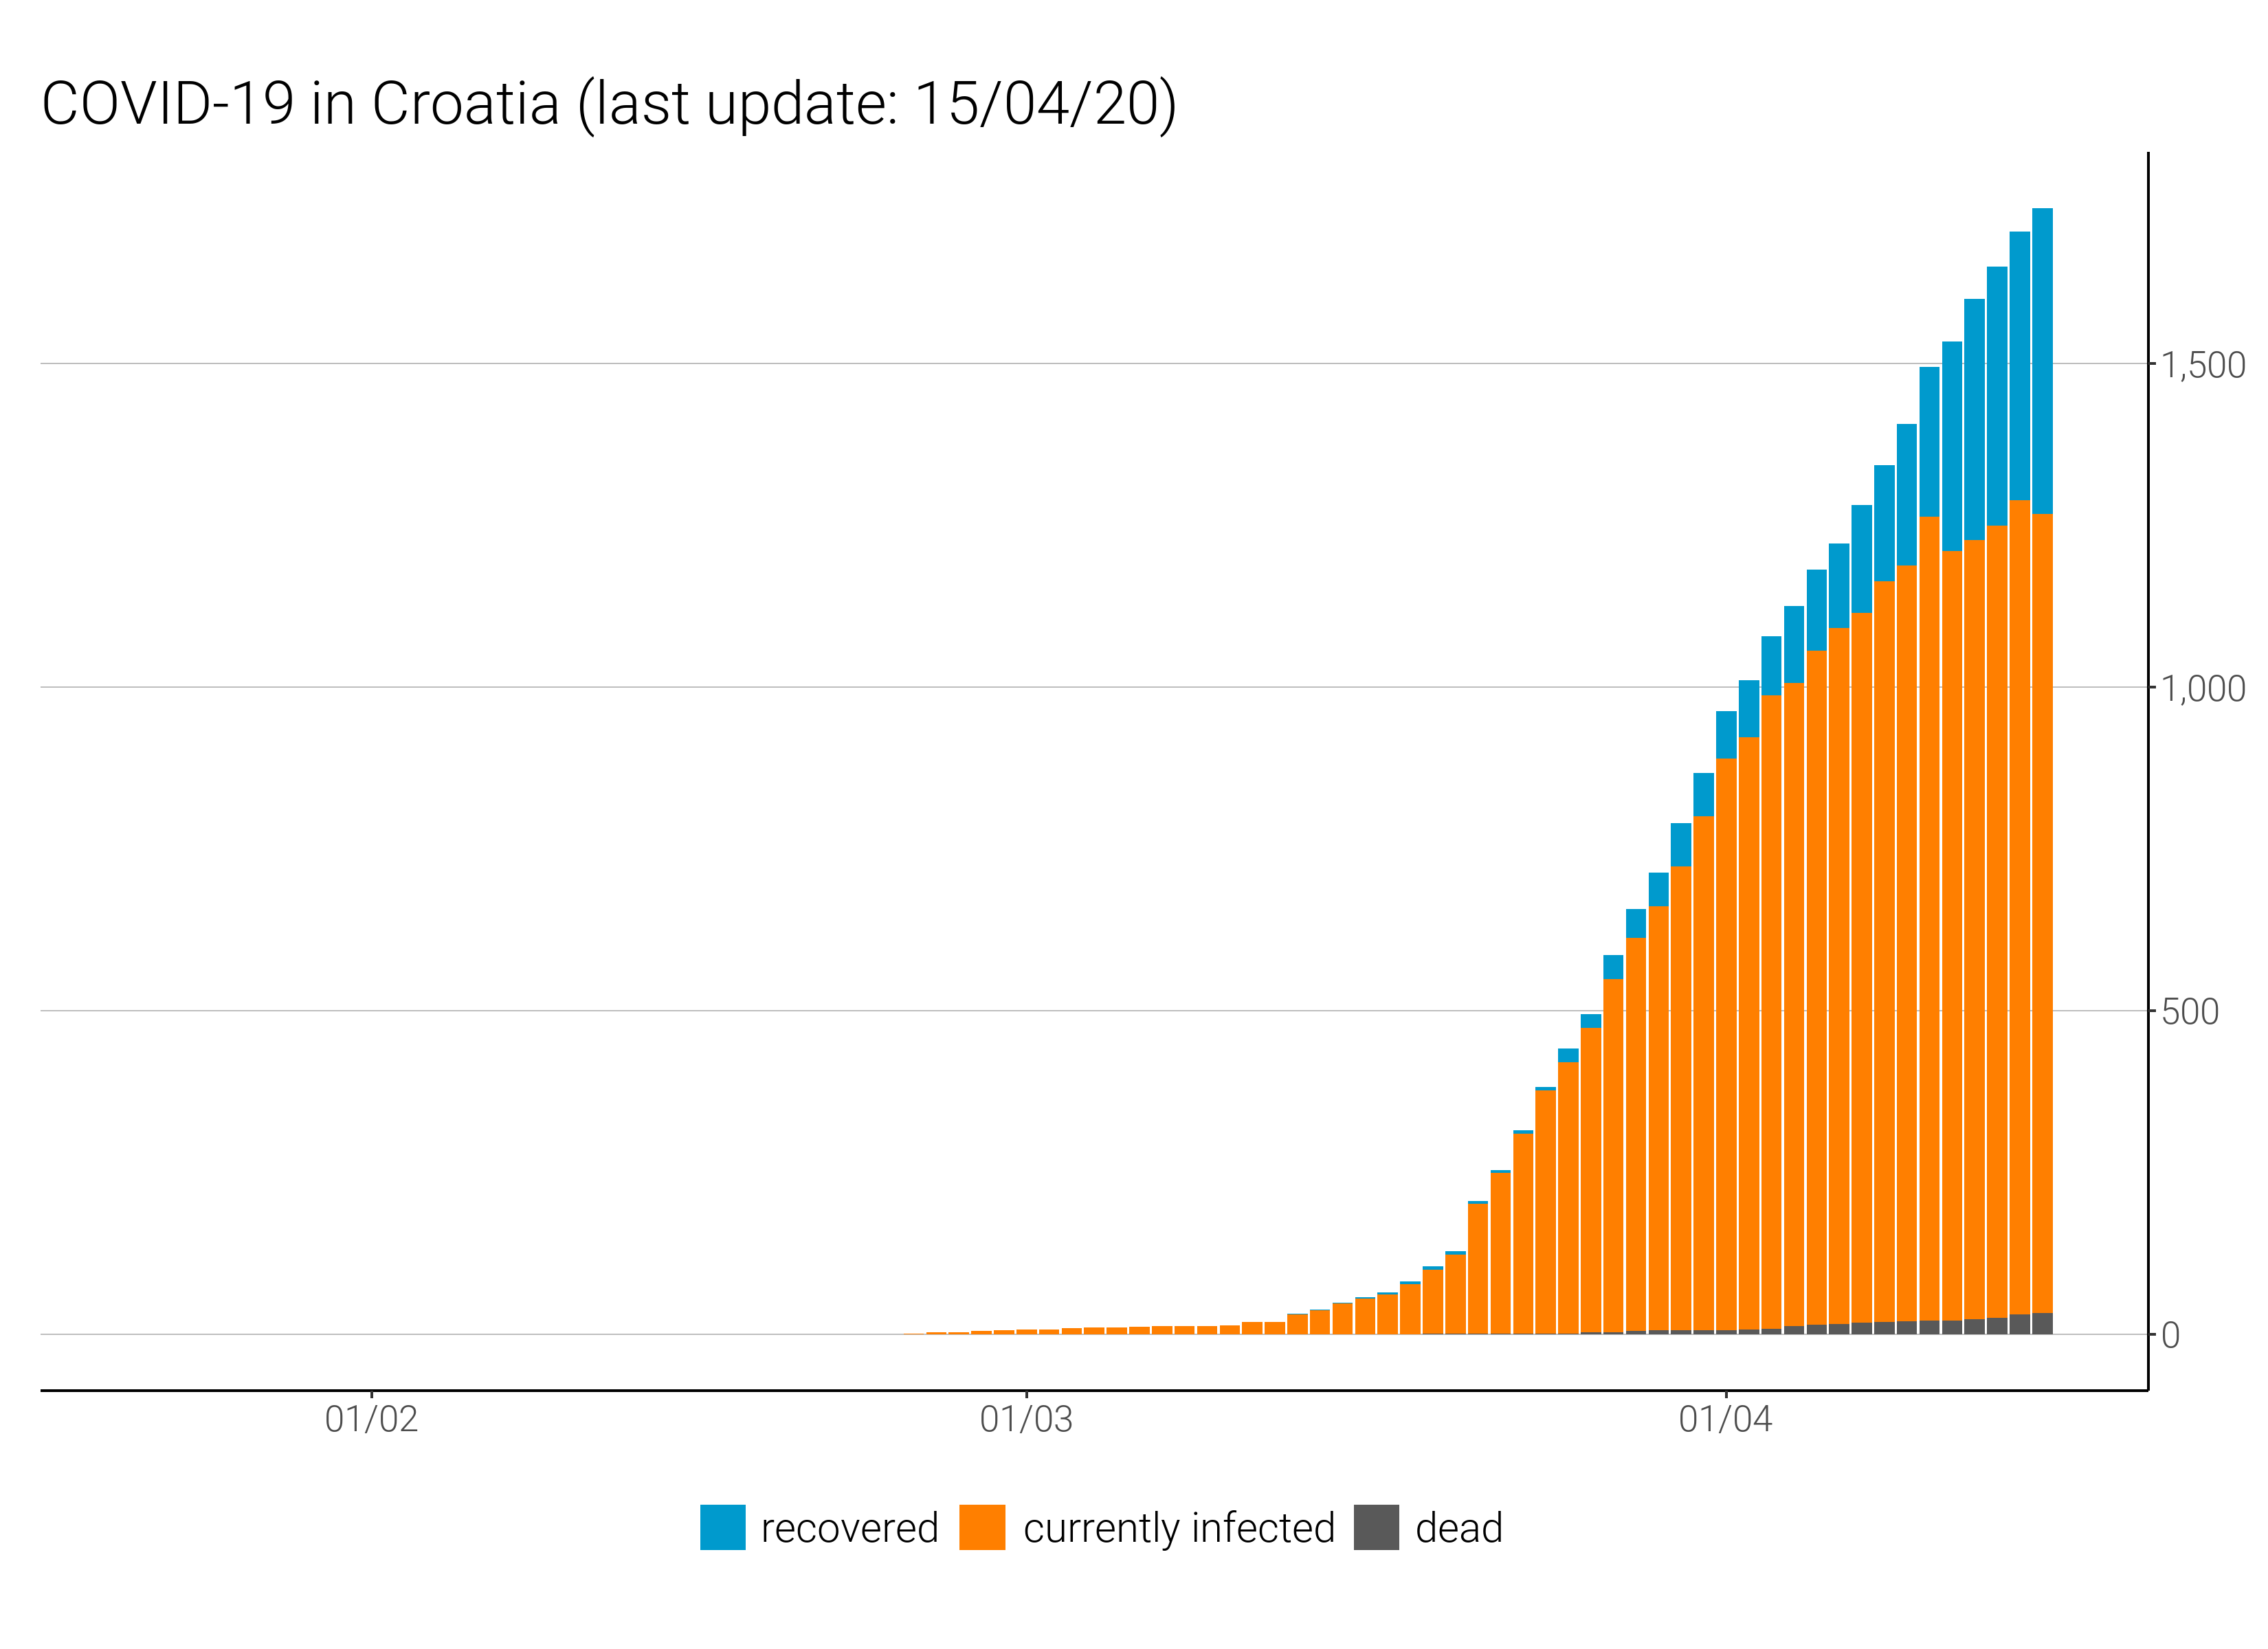 COVID-19 in Croatia (last update: 15/04/20)
1,500
1,000
500
0
01/02 01/03 01/04
recovered currently infected dead